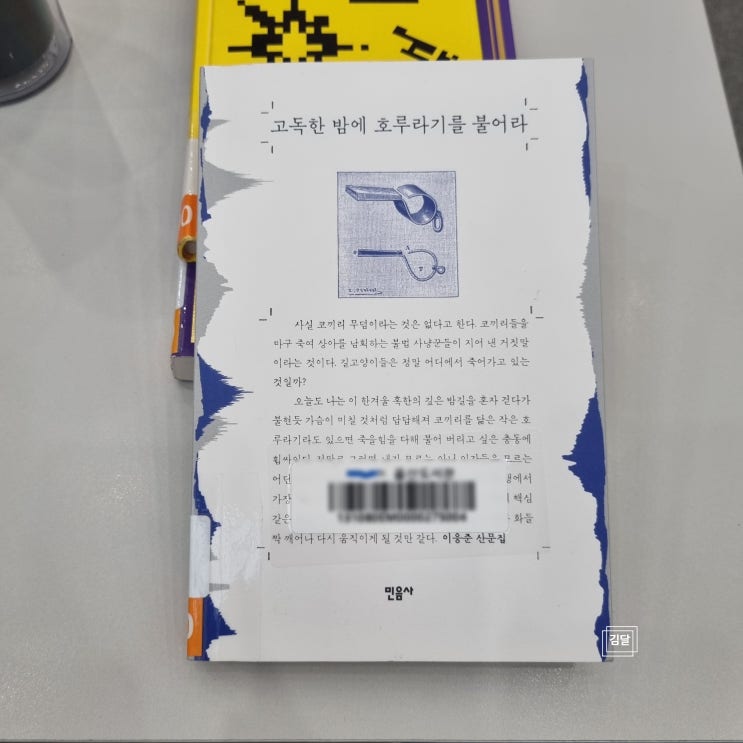 고독한 밤에 호루라기를 불어라
사실 코끼리 무덤이라는 것은 없다고 한다. 코끼리들을
마구 죽여 상아를 남획하는 불법 사냥꾼들이 지어 낸 거짓말
이라는 것이다. 길고양이들은 정말 어디에서 죽어가고 있는
것일까?
오늘도 나는 이 한겨울 혹한의 깊은 밤길을 혼자 걷다가
불현듯 가슴이 미칠 것처럼 답답해져 코끼리를 닮은 작은 호
루라기라도 있으면 죽을힘을 다해 불어 버리고 싶은 충동에
힘싸인다.
어딘
가장 핵심
같은 화들
짝 깨어나 다시 움직이게 될 것만 같다. 이응준 산문집
민음사
김달